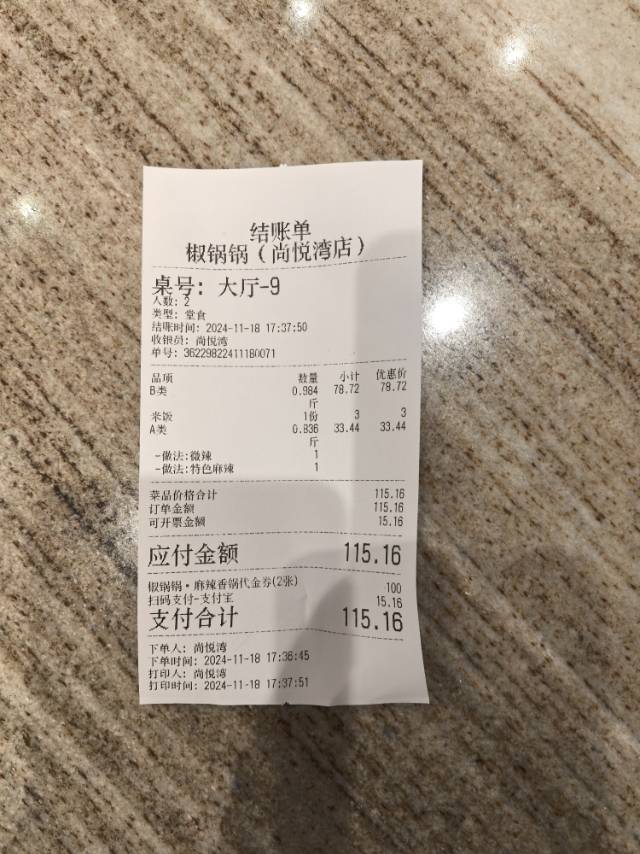 结账单
椒锅锅（尚悦湾店）
桌号: 大厅-9
人数: 2
类型: 堂食
结账时间: 2024-11-18 17:37:50
收银员: 尚悦湾
单号: 36229822411180071
品项 数量 小计 优惠价
B类 0.984 78.72 78.72
斤
米饭 1份 3 3
A类 0.836 33.44 33.44
斤
-做法:微辣 1
-做法:特色麻辣 1
菜品价格合计 115.16
订单金额 115.16
可开票金额 15.16
应付金额 115.16
椒锅锅·麻辣香锅代金券(2张) 100
扫码支付-支付宝 15.16
支付合计 115.16
下单人: 尚悦湾
下单时间: 2024-11-18 17:36:45
打印人: 尚悦湾
打印时间: 2024-11-18 17:37:51